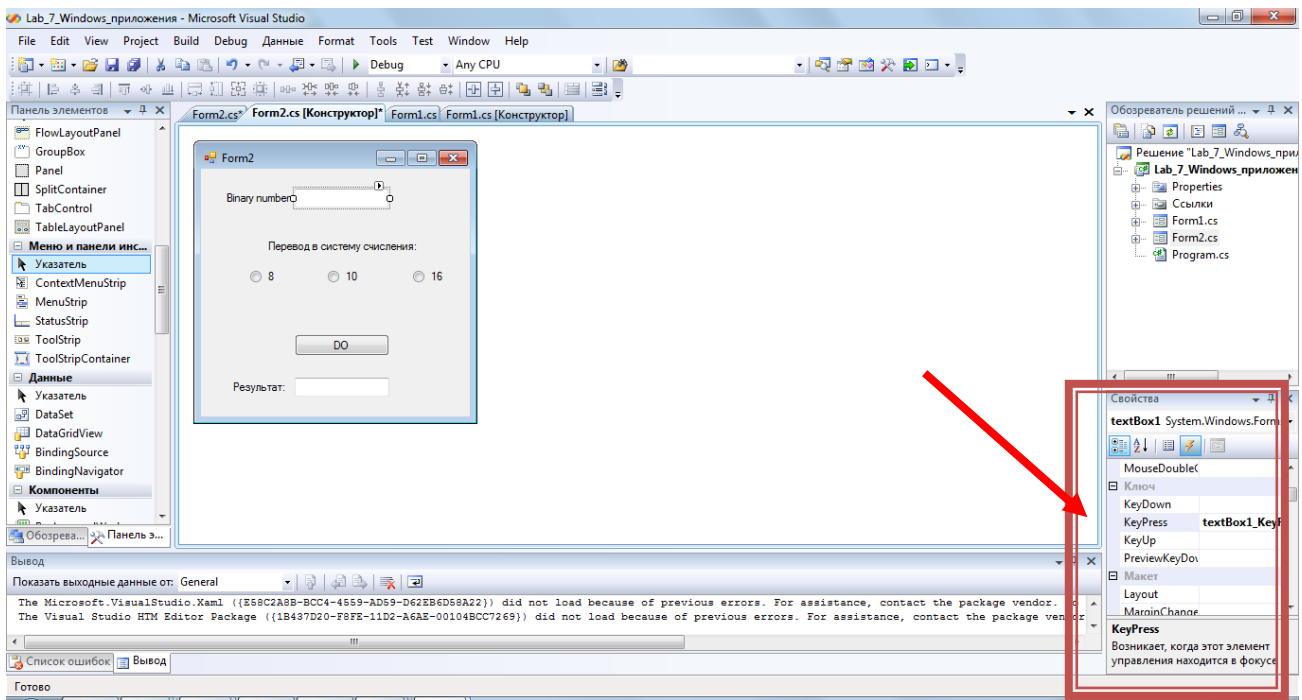 Lab_7_Windows_приложения - Microsoft Visual Studio
File Edit View Project Build Debug Данные Format Tools Test Window Help
Debug Any CPU
Панель элементов
FlowLayoutPanel
GroupBox
Panel
SplitContainer
TabControl
TableLayoutPanel
Меню и панели инс...
Указатель
ContextMenuStrip
MenuStrip
StatusStrip
ToolStrip
ToolStripContainer
Данные
Указатель
DataSet
DataGridView
BindingSource
BindingNavigator
Компоненты
Указатель
Обозрева... Панель э...
Form2.cs* Form2.cs [Конструктор]* Form1.cs Form1.cs [Конструктор]
Form2
Binary number
Перевод в систему счисления:
8 10 16
DO
Результат:
Обозреватель решений ...
Решение "Lab_7_Windows_при
Lab_7_Windows_приложен
Properties
Ссылки
Form1.cs
Form2.cs
Program.cs
Свойства
textBox1 System.Windows.Form
MouseDouble
Ключ
KeyDown
KeyPress textBox1_Key
KeyUp
PreviewKeyDo
Макет
Layout
MarginChange
KeyPress
Возникает, когда этот элемент
управления находится в фокусе
Вывод
Показать выходные данные от: General
The Microsoft.VisualStudio.Xaml ({E58C2A8B-BCC4-4559-AD59-D62EB6D58A22}) did not load because of previous errors. For assistance, contact the package vendor.
The Visual Studio HTM Editor Package ({1B437D20-F8FE-11D2-A6AE-00104BCC7269}) did not load because of previous errors. For assistance, contact the package vendor
Список ошибок Вывод
Готово